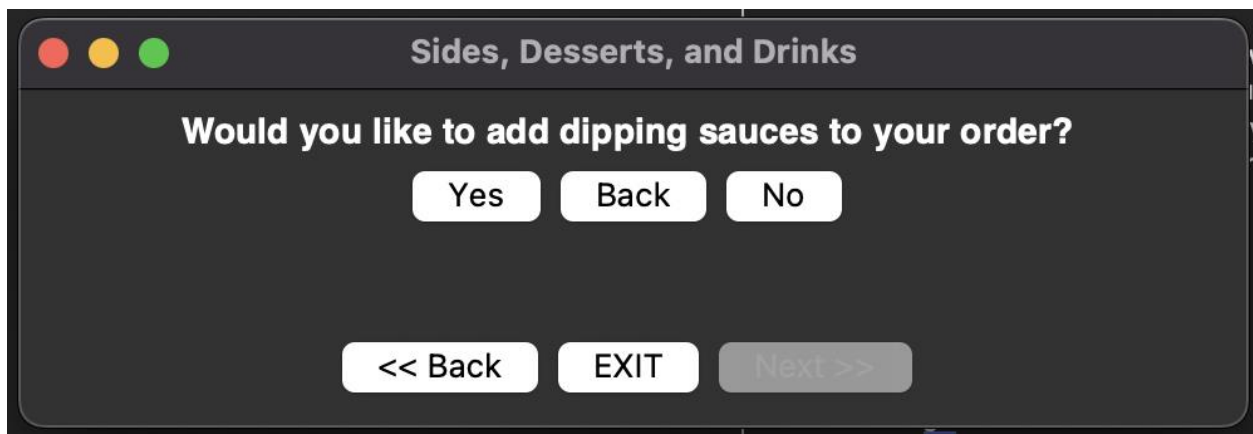 Sides, Desserts, and Drinks
Would you like to add dipping sauces to your order?
Yes Back No
<< Back EXIT Next >>